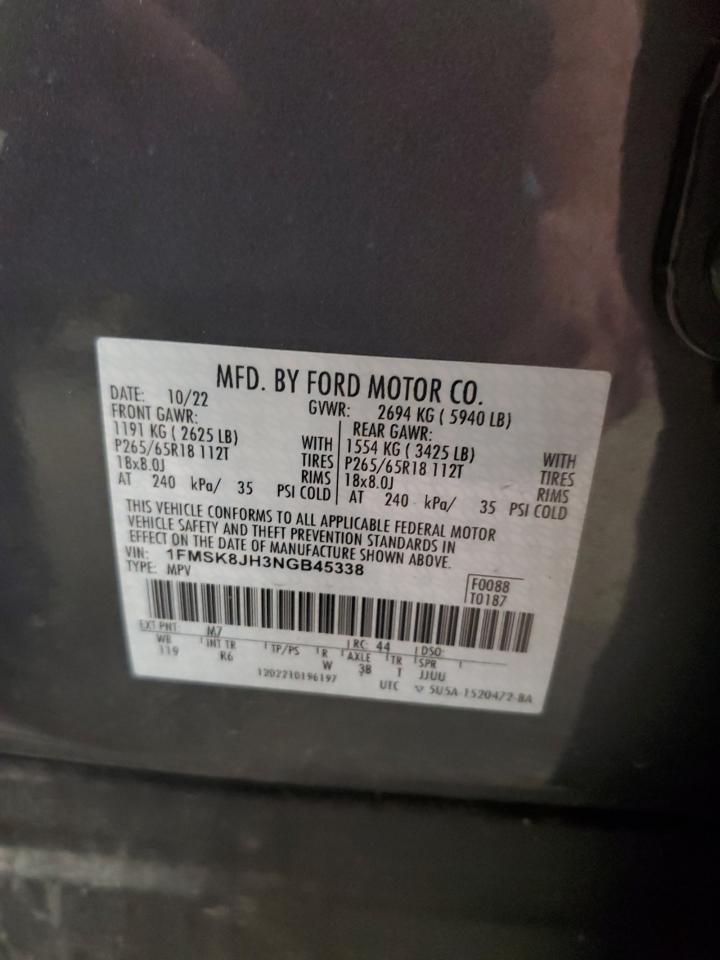 MFD. BY FORD MOTOR CO.
DATE: 10/22 GVWR: 2694 KG ( 5940 LB)
FRONT GAWR: REAR GAWR:
1191 KG ( 2625 LB) WITH 1554 KG ( 3425 LB) WITH
P265/65R18 112T TIRES P265/65R18 112T TIRES
18x8.0J RIMS 18x8.0J RIMS
AT 240 kPa/ 35 PSI COLD AT 240 kPa/ 35 PSI COLD
THIS VEHICLE CONFORMS TO ALL APPLICABLE FEDERAL MOTOR
VEHICLE SAFETY AND THEFT PREVENTION STANDARDS IN
EFFECT ON THE DATE OF MANUFACTURE SHOWN ABOVE.
VIN: 1FMSK8JH3NGB45338
TYPE: MPV
F0088
T0187
EXT PNT: M7 RC: 44 DSO:
WB INT TR TP/PS R AXLE TR SPR
119 R6 W 38 T JJUU
1202210196197 UTC 5U5A-1520472-BA